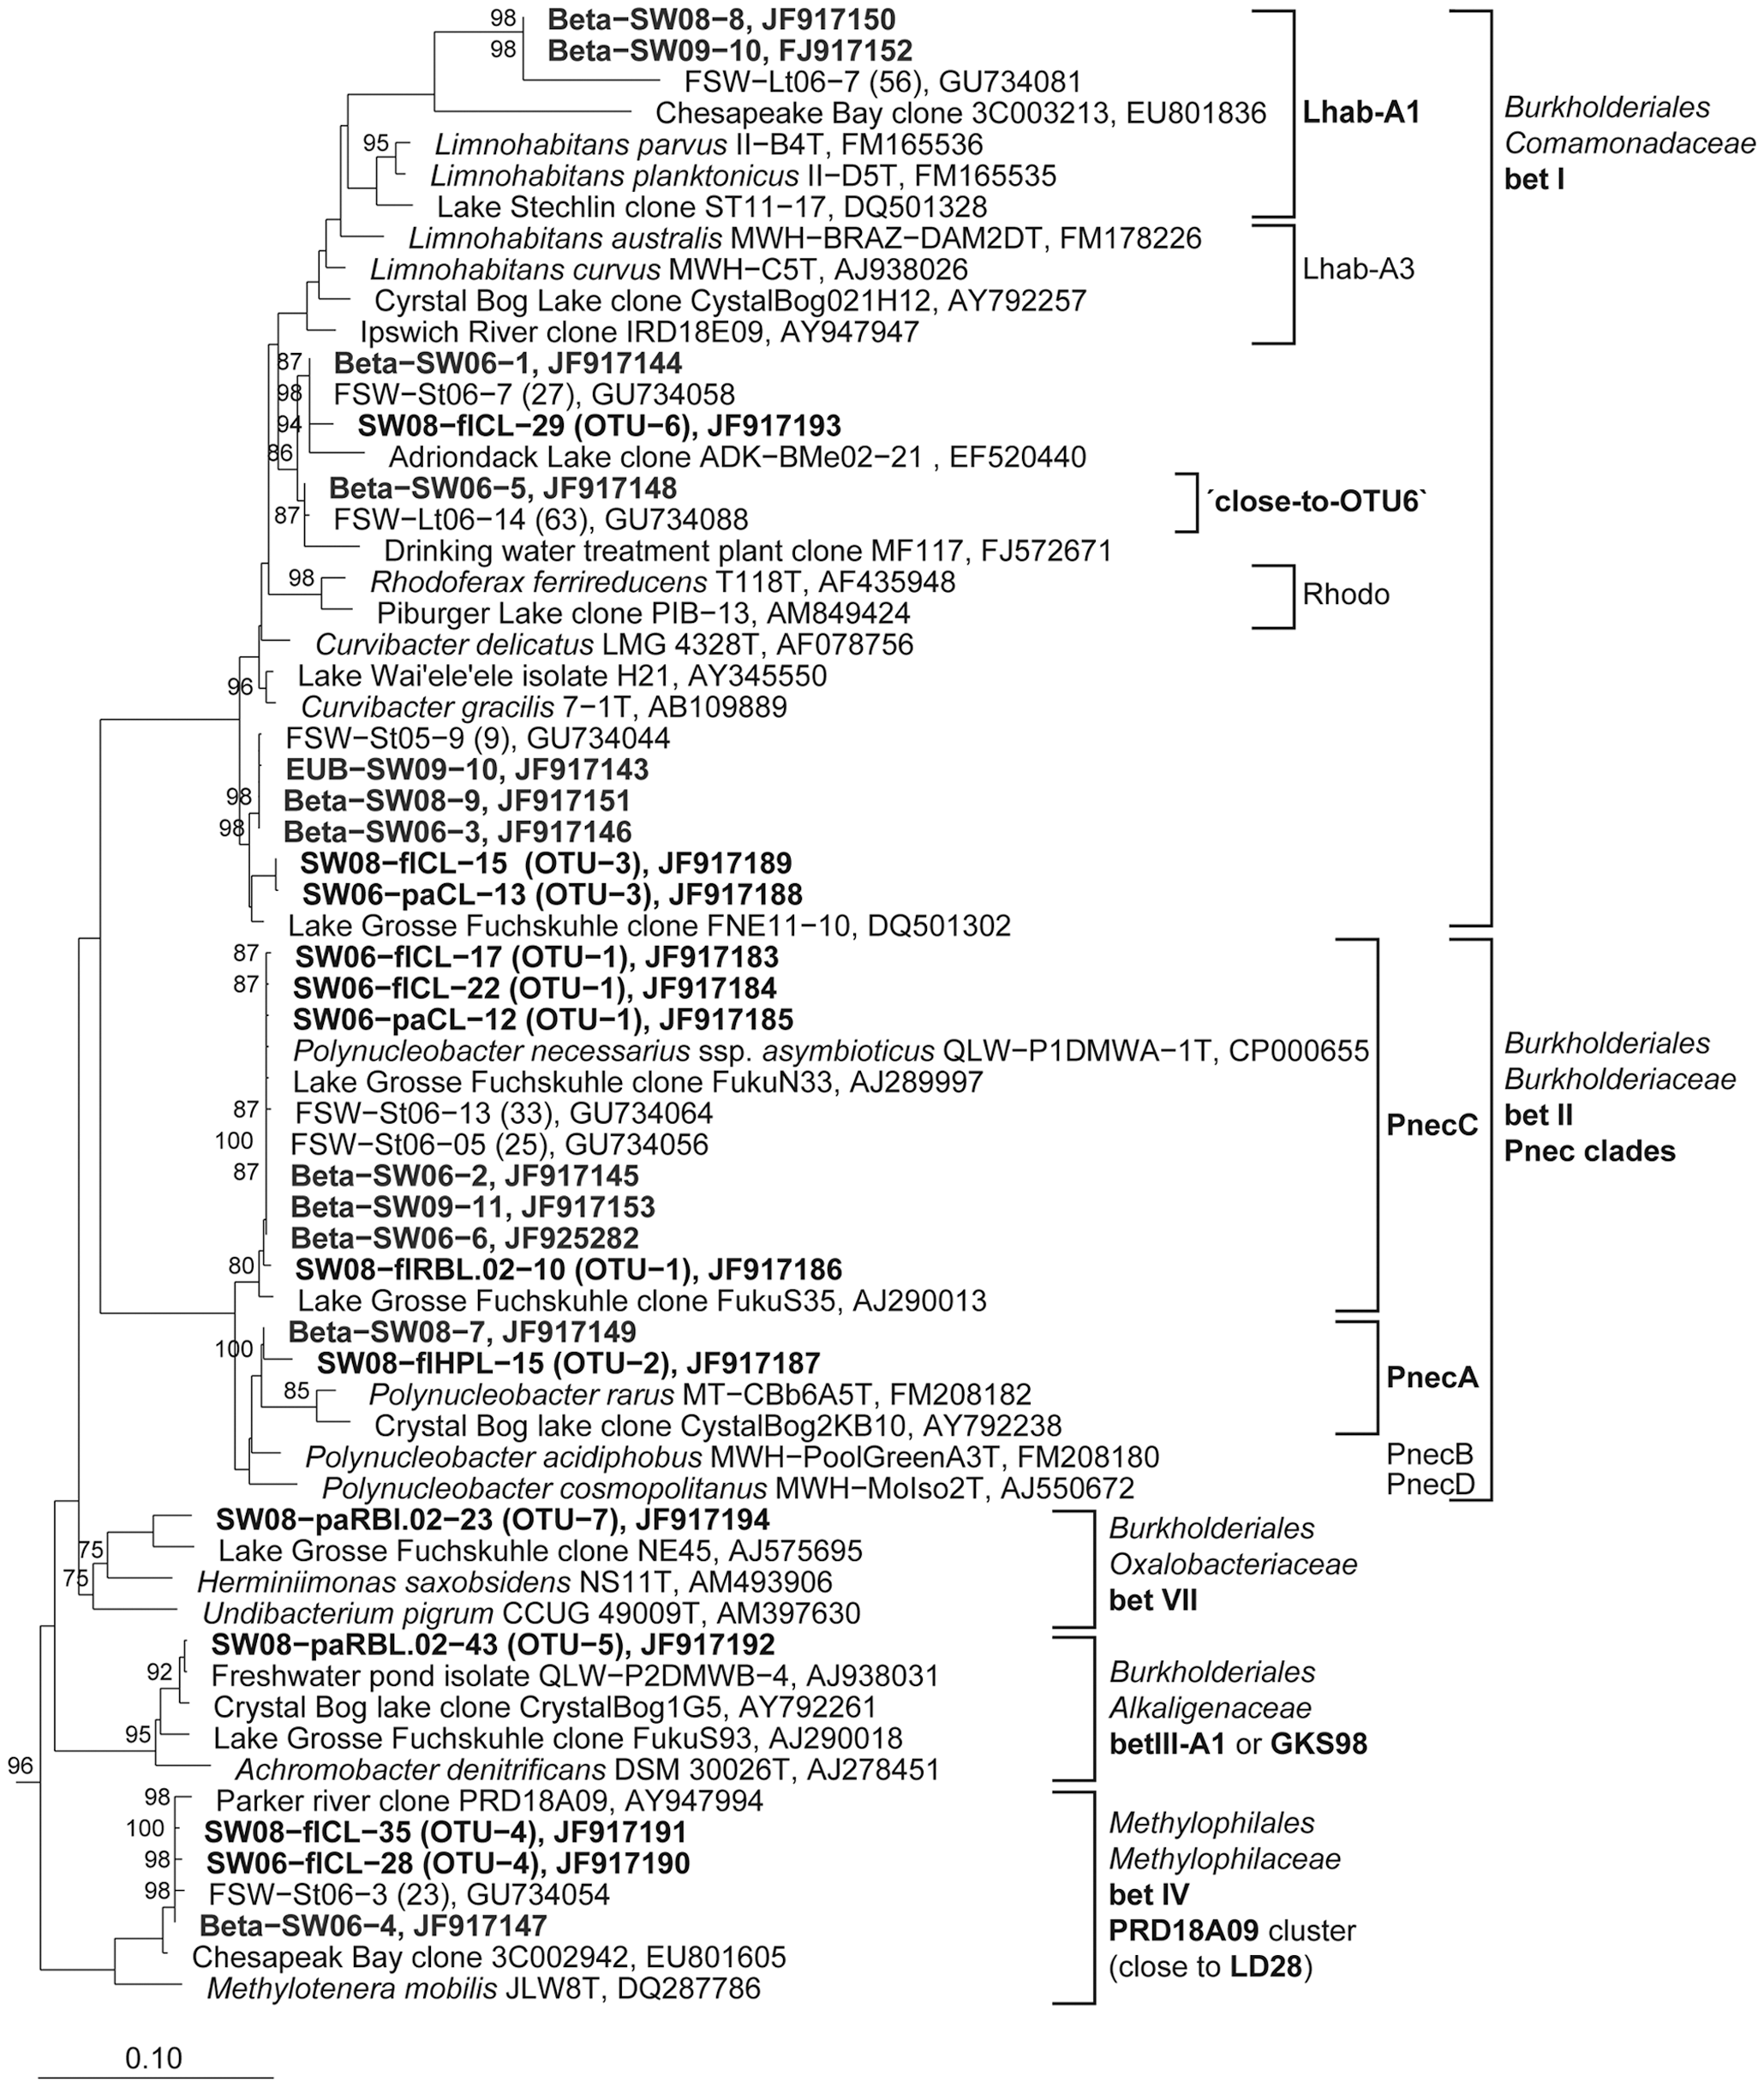 98 Beta−SW08−8, JF917150
98 Beta−SW09−10, FJ917152
FSW−Lt06−7 (56), GU734081
Chesapeake Bay clone 3C003213, EU801836
95 Limnohabitans parvus II−B4T, FM165536
Limnohabitans planktonicus II−D5T, FM165535
Lake Stechlin clone ST11−17, DQ501328
Lhab-A1
Burkholderiales
Comamonadaceae
bet I
Limnohabitans australis MWH−BRAZ−DAM2DT, FM178226
Limnohabitans curvus MWH−C5T, AJ938026
Cyrstal Bog Lake clone CystalBog021H12, AY792257
Ipswich River clone IRD18E09, AY947947
Lhab-A3
87 Beta−SW06−1, JF917144
98 FSW−St06−7 (27), GU734058
94 SW08−flCL−29 (OTU−6), JF917193
86 Adriondack Lake clone ADK−BMe02−21 , EF520440
Beta−SW06−5, JF917148
87 FSW−Lt06−14 (63), GU734088
´close-to-OTU6`
Drinking water treatment plant clone MF117, FJ572671
98 Rhodoferax ferrireducens T118T, AF435948
Piburger Lake clone PIB−13, AM849424
Rhodo
Curvibacter delicatus LMG 4328T, AF078756
96 Lake Wai'ele'ele isolate H21, AY345550
Curvibacter gracilis 7−1T, AB109889
FSW−St05−9 (9), GU734044
EUB−SW09−10, JF917143
98 Beta−SW08−9, JF917151
98 Beta−SW06−3, JF917146
SW08−flCL−15 (OTU−3), JF917189
SW06−paCL−13 (OTU−3), JF917188
Lake Grosse Fuchskuhle clone FNE11−10, DQ501302
87 SW06−flCL−17 (OTU−1), JF917183
87 SW06−flCL−22 (OTU−1), JF917184
SW06−paCL−12 (OTU−1), JF917185
Polynucleobacter necessarius ssp. asymbioticus QLW−P1DMWA−1T, CP000655
Lake Grosse Fuchskuhle clone FukuN33, AJ289997
87 FSW−St06−13 (33), GU734064
100 FSW−St06−05 (25), GU734056
87 Beta−SW06−2, JF917145
Beta−SW09−11, JF917153
Beta−SW06−6, JF925282
80 SW08−flRBL.02−10 (OTU−1), JF917186
Lake Grosse Fuchskuhle clone FukuS35, AJ290013
PnecC
Burkholderiales
Burkholderiaceae
bet II
Pnec clades
Beta−SW08−7, JF917149
100 SW08−flHPL−15 (OTU−2), JF917187
85 Polynucleobacter rarus MT−CBb6A5T, FM208182
Crystal Bog lake clone CystalBog2KB10, AY792238
PnecA
Polynucleobacter acidiphobus MWH−PoolGreenA3T, FM208180 PnecB
Polynucleobacter cosmopolitanus MWH−MoIso2T, AJ550672 PnecD
SW08−paRBl.02−23 (OTU−7), JF917194
75 Lake Grosse Fuchskuhle clone NE45, AJ575695
75 Herminiimonas saxobsidens NS11T, AM493906
Undibacterium pigrum CCUG 49009T, AM397630
Burkholderiales
Oxalobacteriaceae
bet VII
SW08−paRBL.02−43 (OTU−5), JF917192
92 Freshwater pond isolate QLW−P2DMWB−4, AJ938031
Crystal Bog lake clone CrystalBog1G5, AY792261
95 Lake Grosse Fuchskuhle clone FukuS93, AJ290018
Achromobacter denitrificans DSM 30026T, AJ278451
Burkholderiales
Alkaligenaceae
betIII-A1 or GKS98
96
98 Parker river clone PRD18A09, AY947994
100 SW08−flCL−35 (OTU−4), JF917191
98 SW06−flCL−28 (OTU−4), JF917190
98 FSW−St06−3 (23), GU734054
Beta−SW06−4, JF917147
Chesapeak Bay clone 3C002942, EU801605
Methylotenera mobilis JLW8T, DQ287786
Methylophilales
Methylophilaceae
bet IV
PRD18A09 cluster
(close to LD28)
0.10